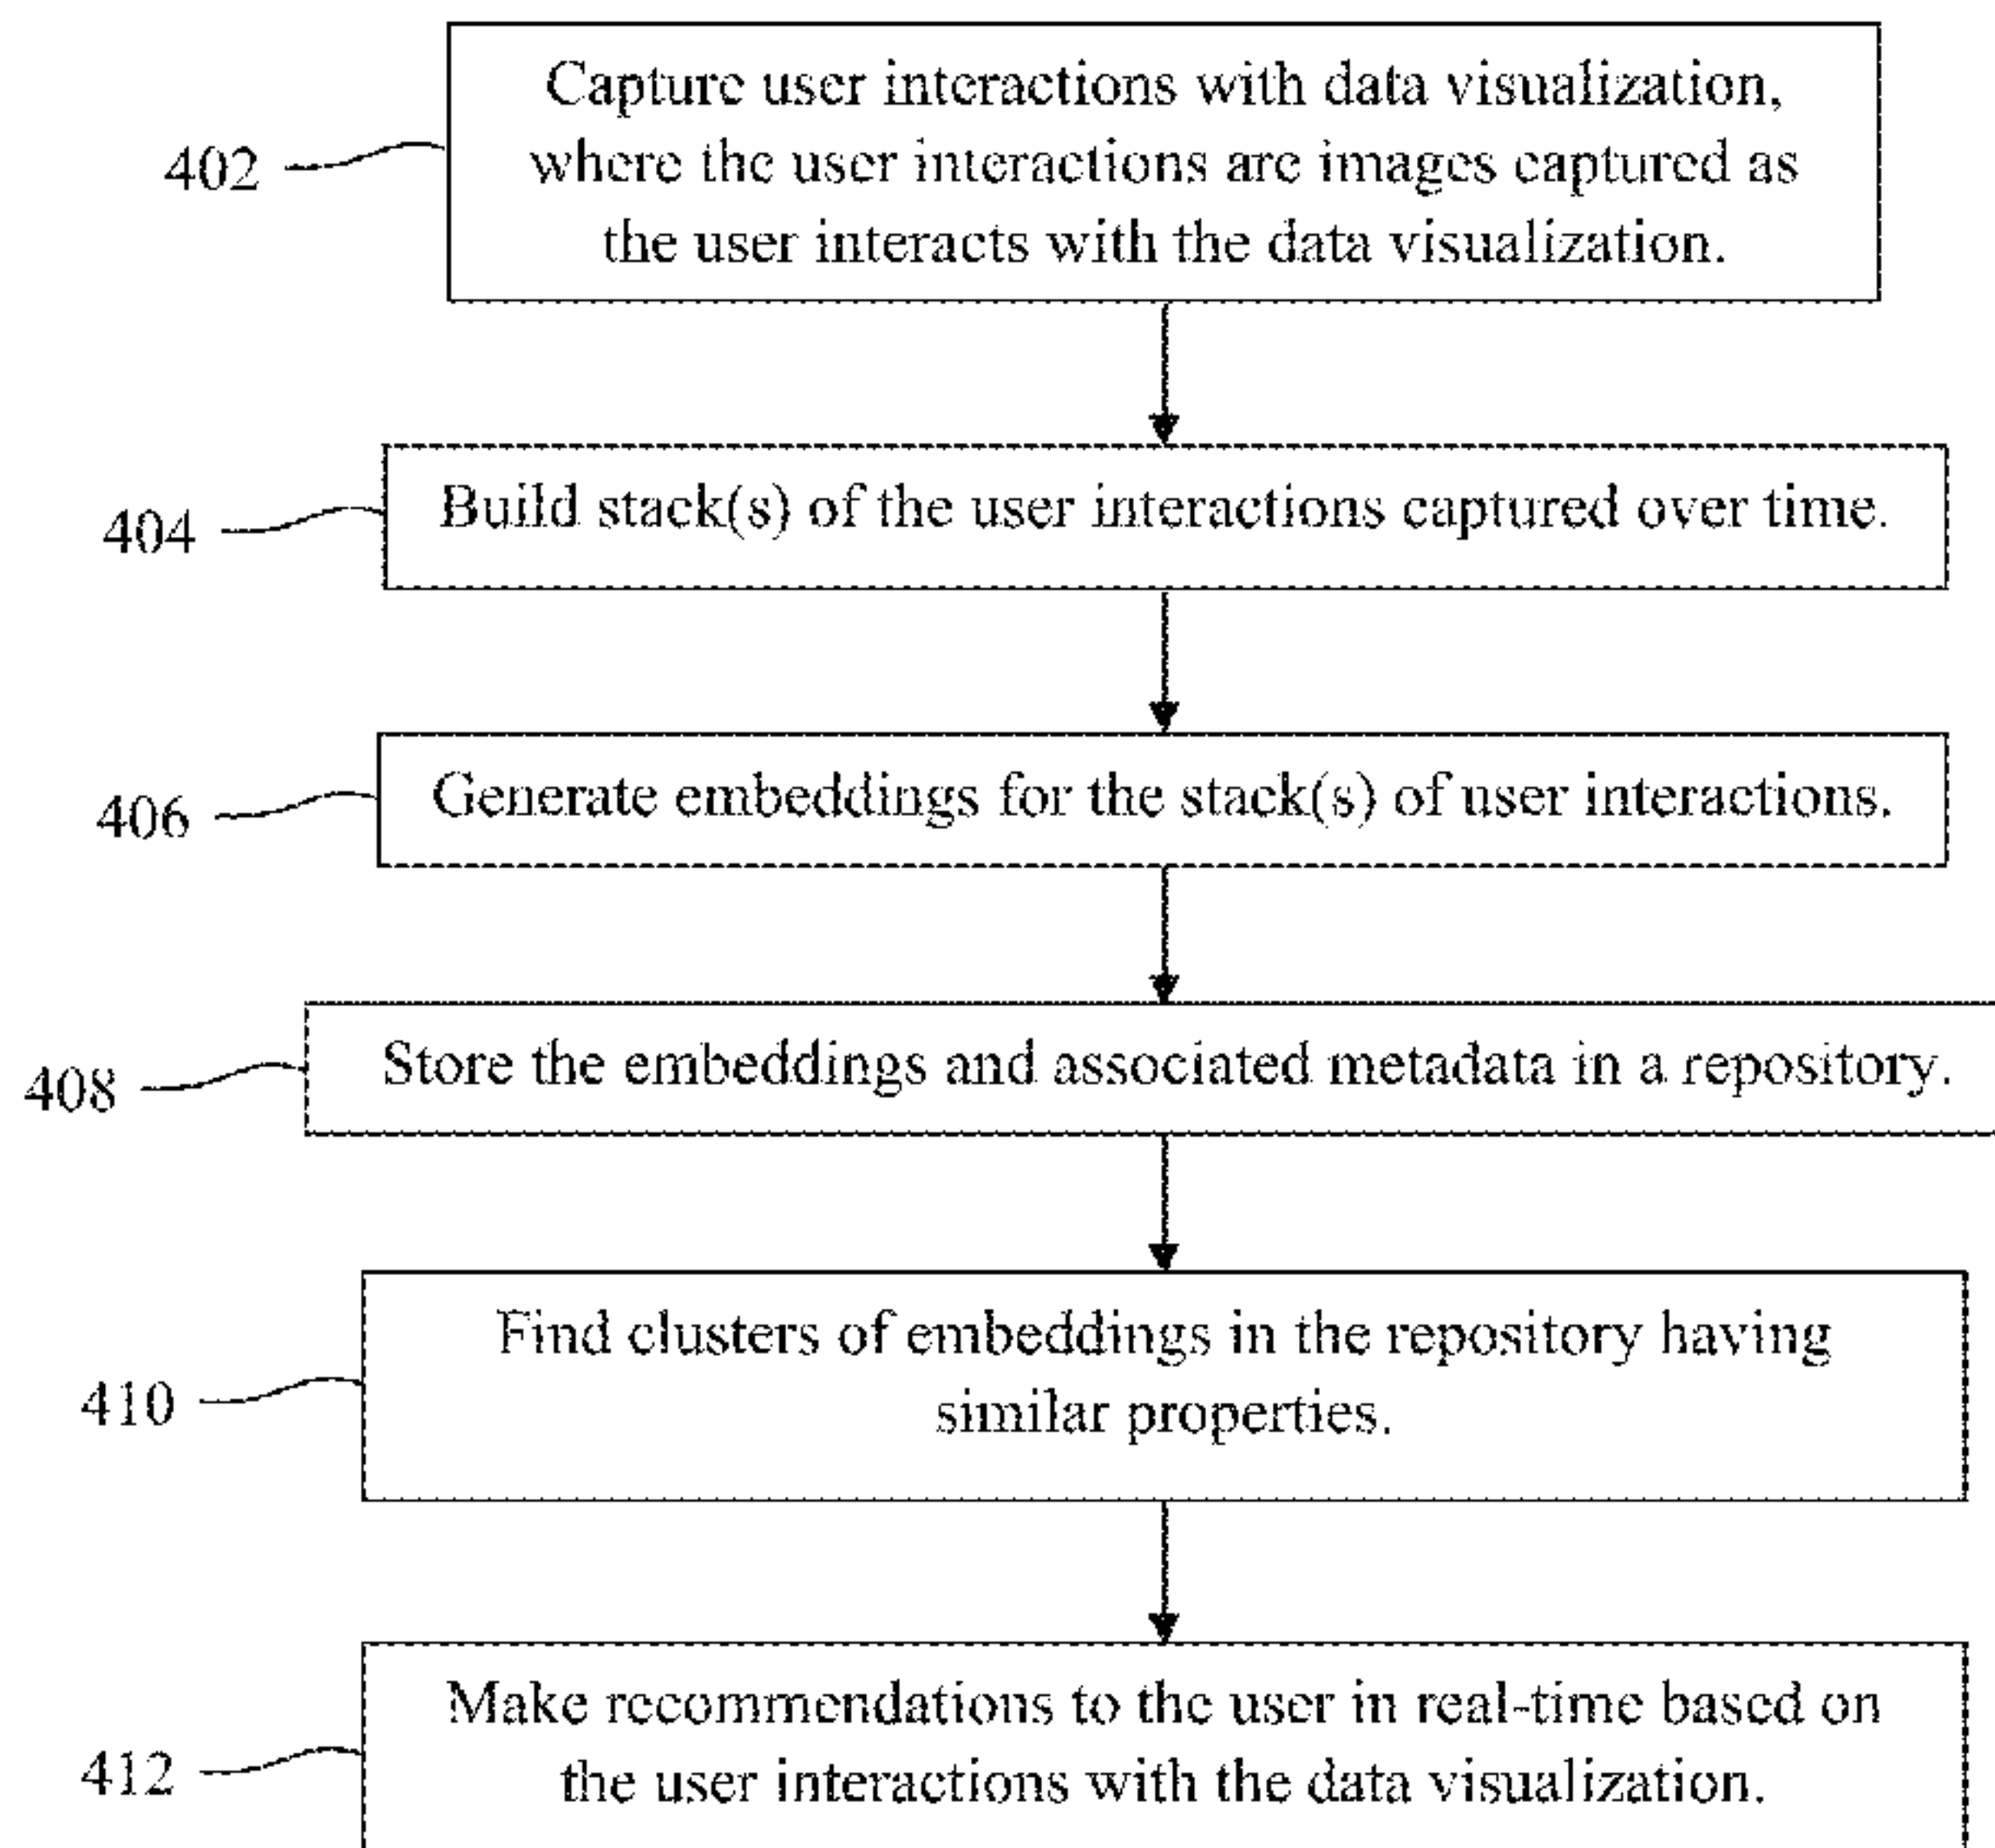 Capture user interactions with data visualization,
where the user interactions are images captured as
the user interacts with the data visualization.
402
Build stack(s) of the user interactions captured over time.
404
Generate embeddings for the stack(s) of user interactions.
406
Store the embeddings and associated metadata in a repository.
408
Find clusters of embeddings in the repository having
similar properties.
410
Make recommendations to the user in real-time based on
the user interactions with the data visualization.
412